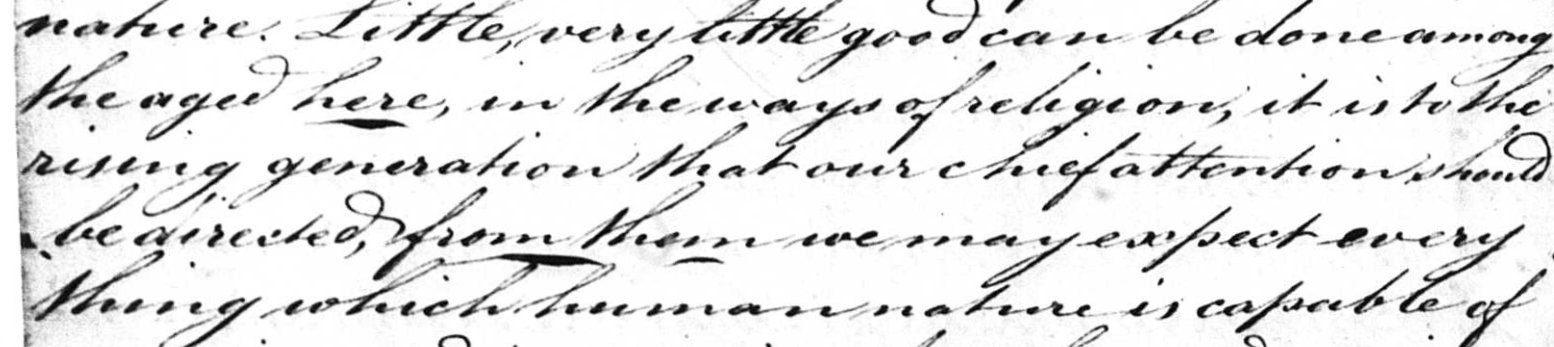 nature. Little, very little good can be done among
the aged here, in the ways of religion, it is to the
rising generation that our chief attention should
be directed, from them we may expect every
thing which human nature is capable of